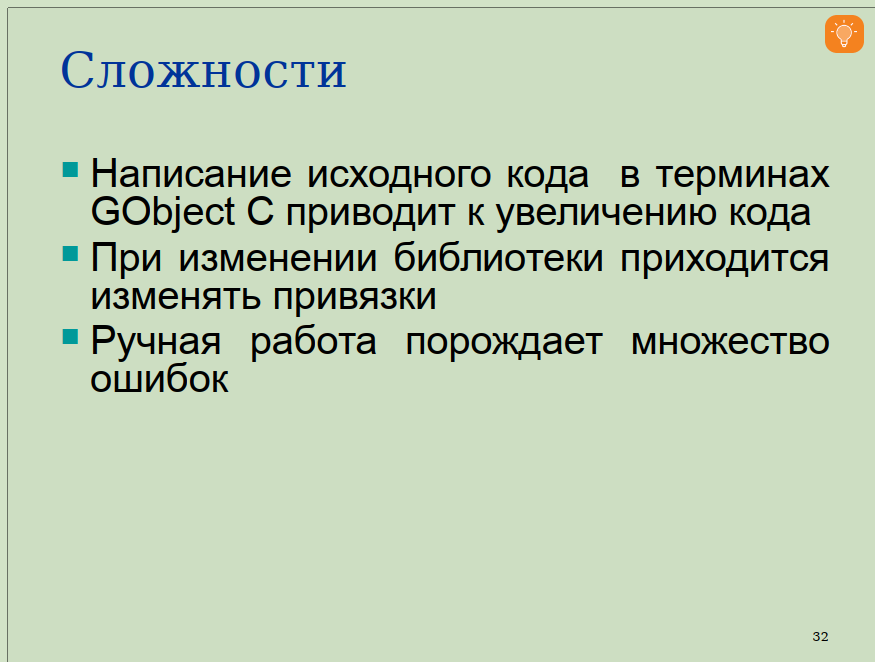 Сложности
Написание исходного кода в терминах
GObject C приводит к увеличению кода
При изменении библиотеки приходится
изменять привязки
Ручная работа порождает множество
ошибок
32